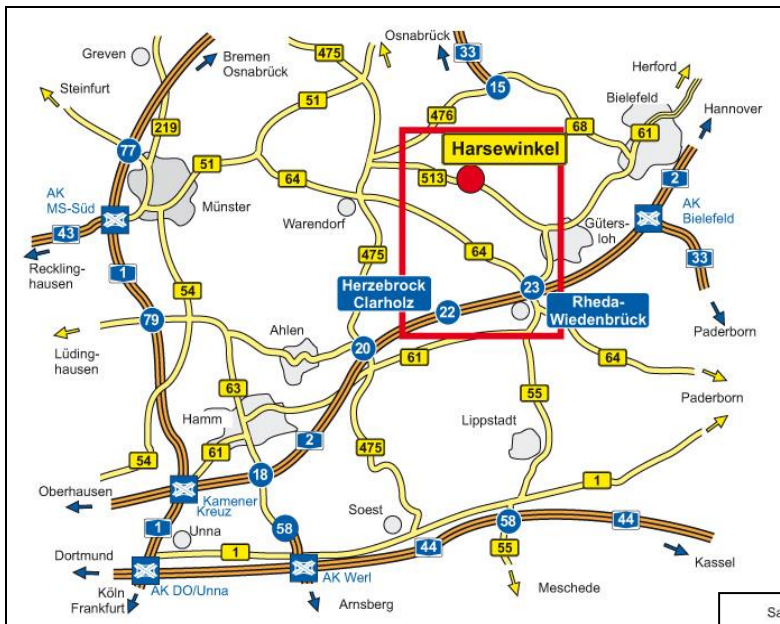 Osnabrück
33
475
Greven
Bremen
Osnabrück
Herford
Steinfurt
15
Bielefeld
Hannover
51
476
68
219
61
77
Harsewinkel
51
64
513
2
AK
MS-Süd
Münster
Warendorf
Güters-
loh
AK
Bielefeld
43
475
64
33
Reckling-
hausen
1
Herzebrock
Clarholz
23
54
22
Rheda-
Wiedenbrück
79
Ahlen
Paderborn
Lüding-
hausen
20
61
64
63
55
Paderborn
Hamm
Lippstadt
2
61
475
54
18
1
Oberhausen
Kamener
Kreuz
Soest
1
Unna
58
58
44
1
55
Dortmund
44
Kassel
AK DO/Unna
AK Werl
Köln
Frankfurt
Meschede
Arnsberg
Sa